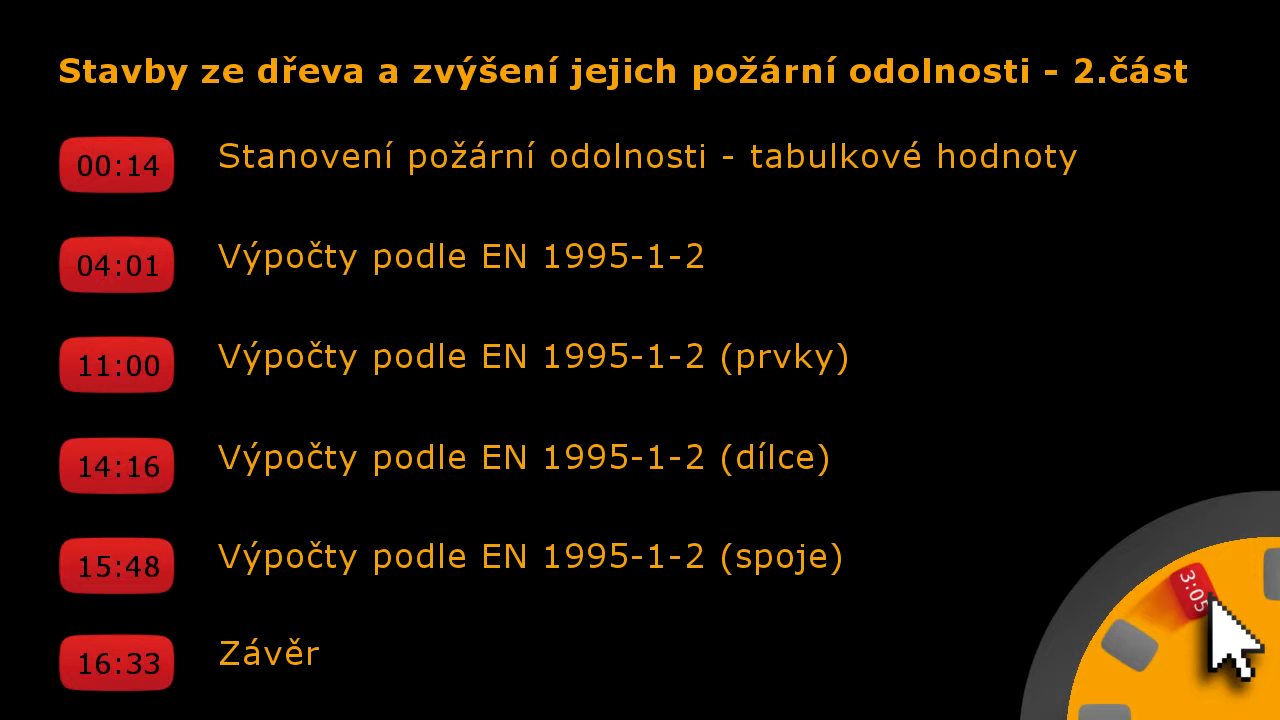 Stavby ze dřeva a zvýšení jejich požární odolnosti - 2.část
00:14 Stanovení požární odolnosti - tabulkové hodnoty
04:01 Výpočty podle EN 1995-1-2
11:00 Výpočty podle EN 1995-1-2 (prvky)
14:16 Výpočty podle EN 1995-1-2 (dílce)
15:48 Výpočty podle EN 1995-1-2 (spoje)
16:33 Závěr
3:05